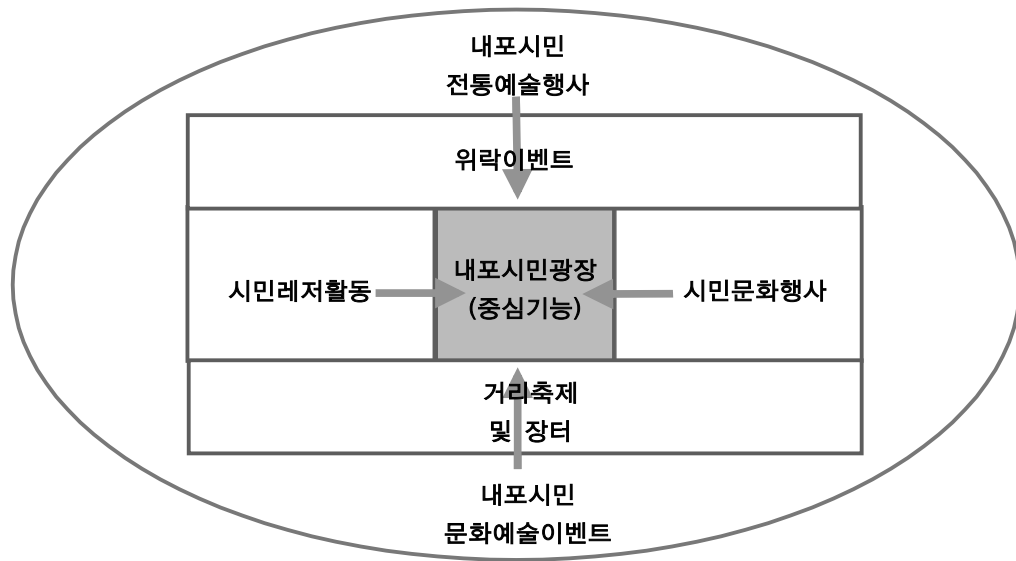 내포시민
전통예술행사
위락이벤트
시민레저활동
내포시민광장
(중심기능)
시민문화행사
거리축제
및 장터
내포시민
문화예술이벤트